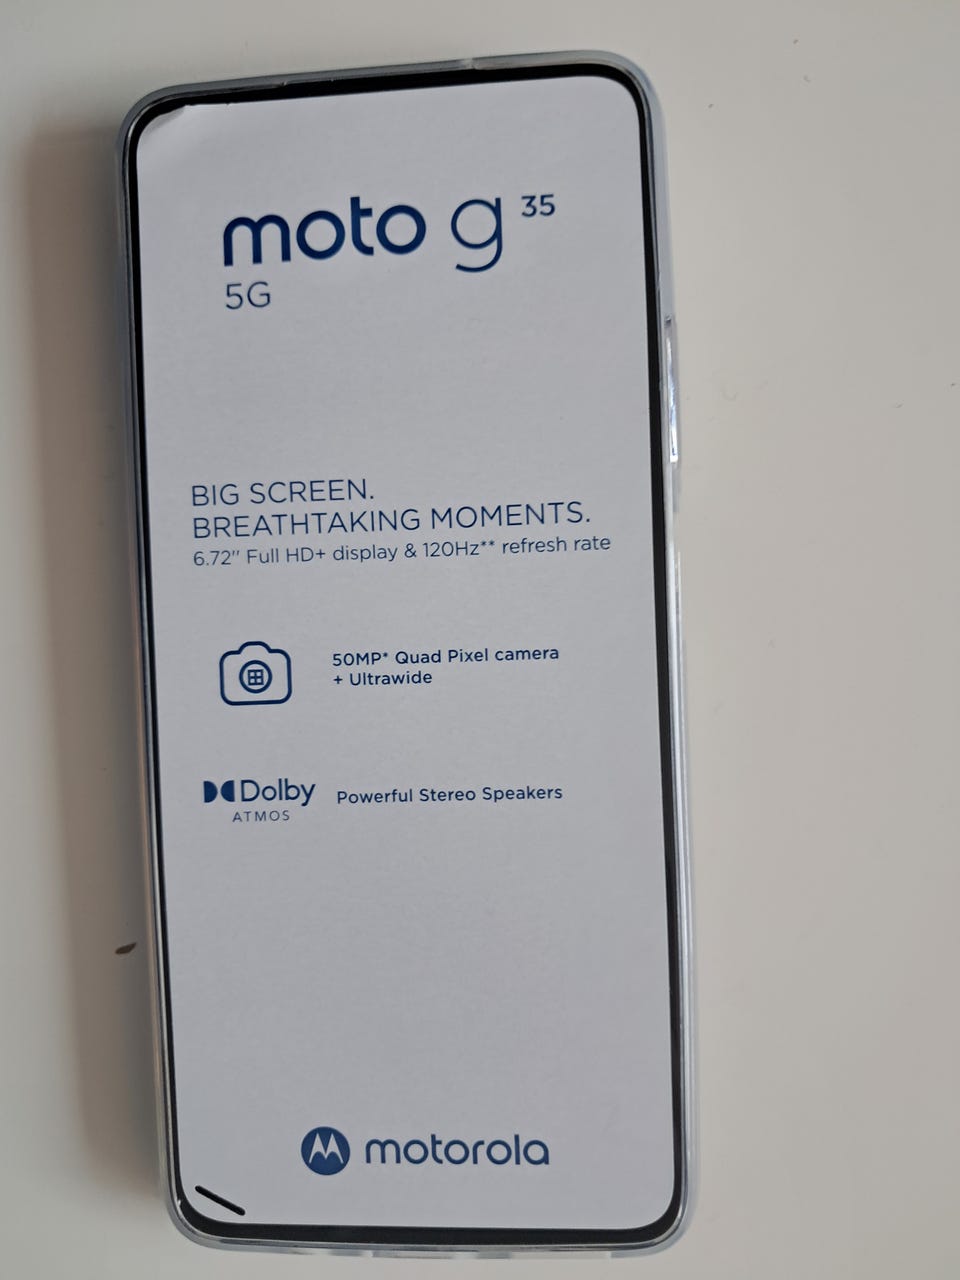 moto g 35
5G
BIG SCREEN.
BREATHTAKING MOMENTS.
6.72" Full HD+ display & 120Hz** refresh rate
50MP* Quad Pixel camera
+ Ultrawide
Dolby
ATMOS
Powerful Stereo Speakers
motorola